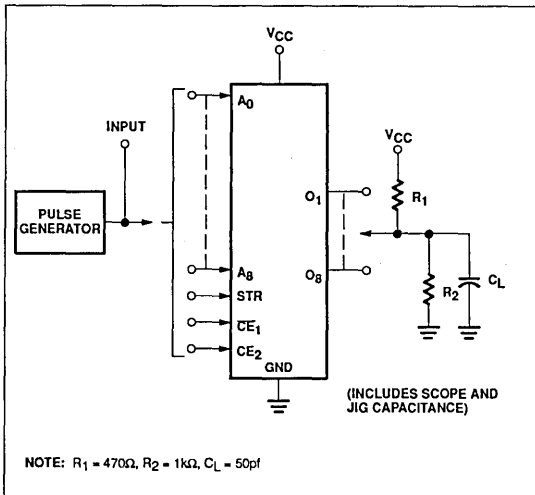 VCC
A0
INPUT
VCC
O1
R1
PULSE
GENERATOR
A8
O8
CL
R2
STR
CE1
CE2
GND
(INCLUDES SCOPE AND
JIG CAPACITANCE)
NOTE: R1 = 470Ω, R2 = 1kΩ, CL = 50pf